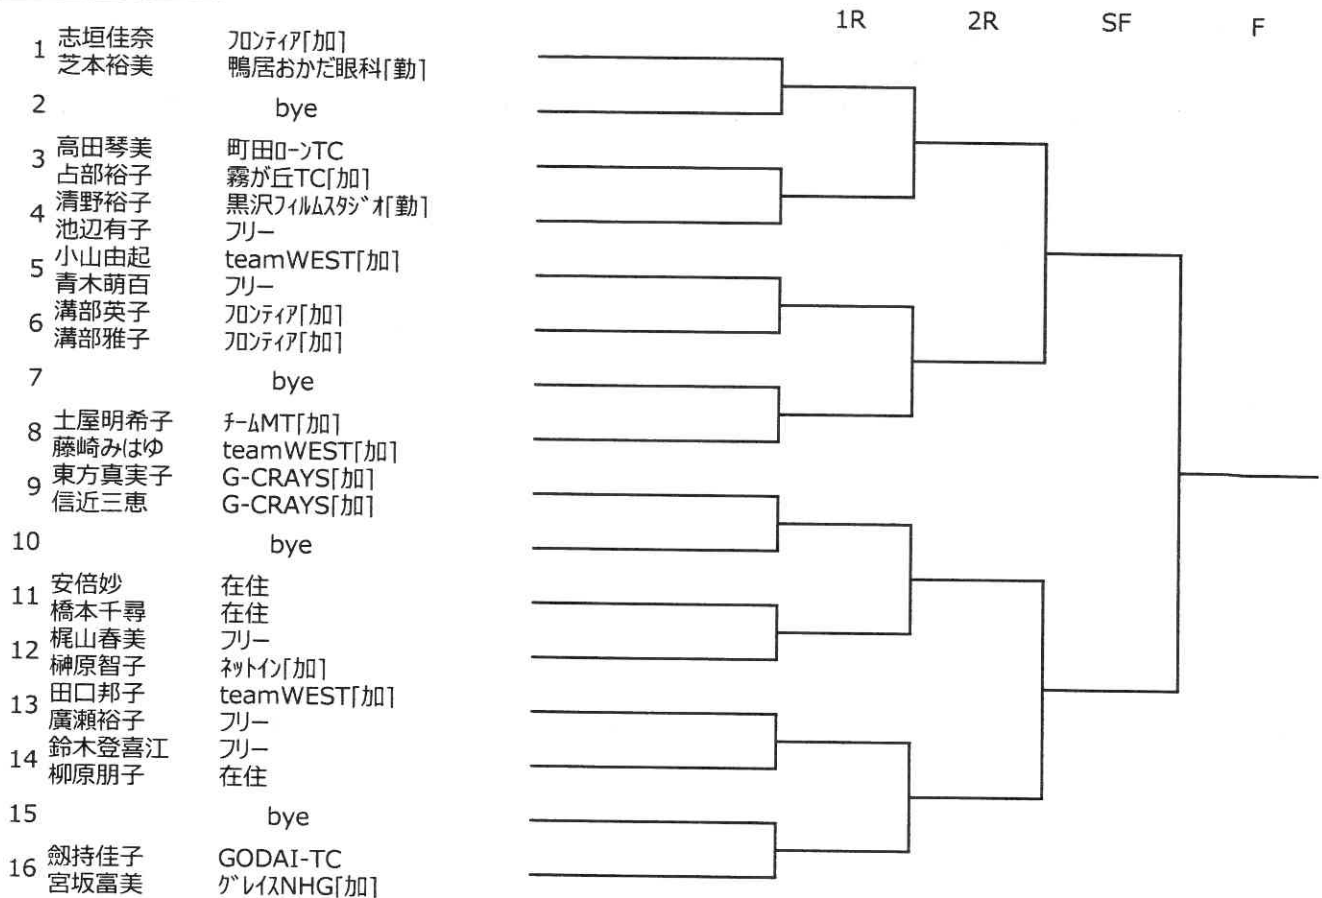 1R 2R SF F
1 志垣佳奈 フロンティア[加]
芝本裕美 鴨居おかだ眼科[勤]
2 bye
3 高田琴美 町田ローンTC
占部裕子 霧が丘TC[加]
4 清野裕子 黒沢フィルムスタジオ[勤]
池辺有子 フリー
5 小山由起 teamWEST[加]
青木萌百 フリー
6 溝部英子 フロンティア[加]
溝部雅子 フロンティア[加]
7 bye
8 土屋明希子 チームMT[加]
藤崎みはゆ teamWEST[加]
9 東方真実子 G-CRAYS[加]
信近三恵 G-CRAYS[加]
10 bye
11 安倍妙 在住
橋本千尋 在住
12 梶山春美 フリー
榊原智子 ネットイン[加]
13 田口邦子 teamWEST[加]
廣瀬裕子 フリー
14 鈴木登喜江 フリー
柳原朋子 在住
15 bye
16 劔持佳子 GODAI-TC
宮坂富美 グレイスNHG[加]